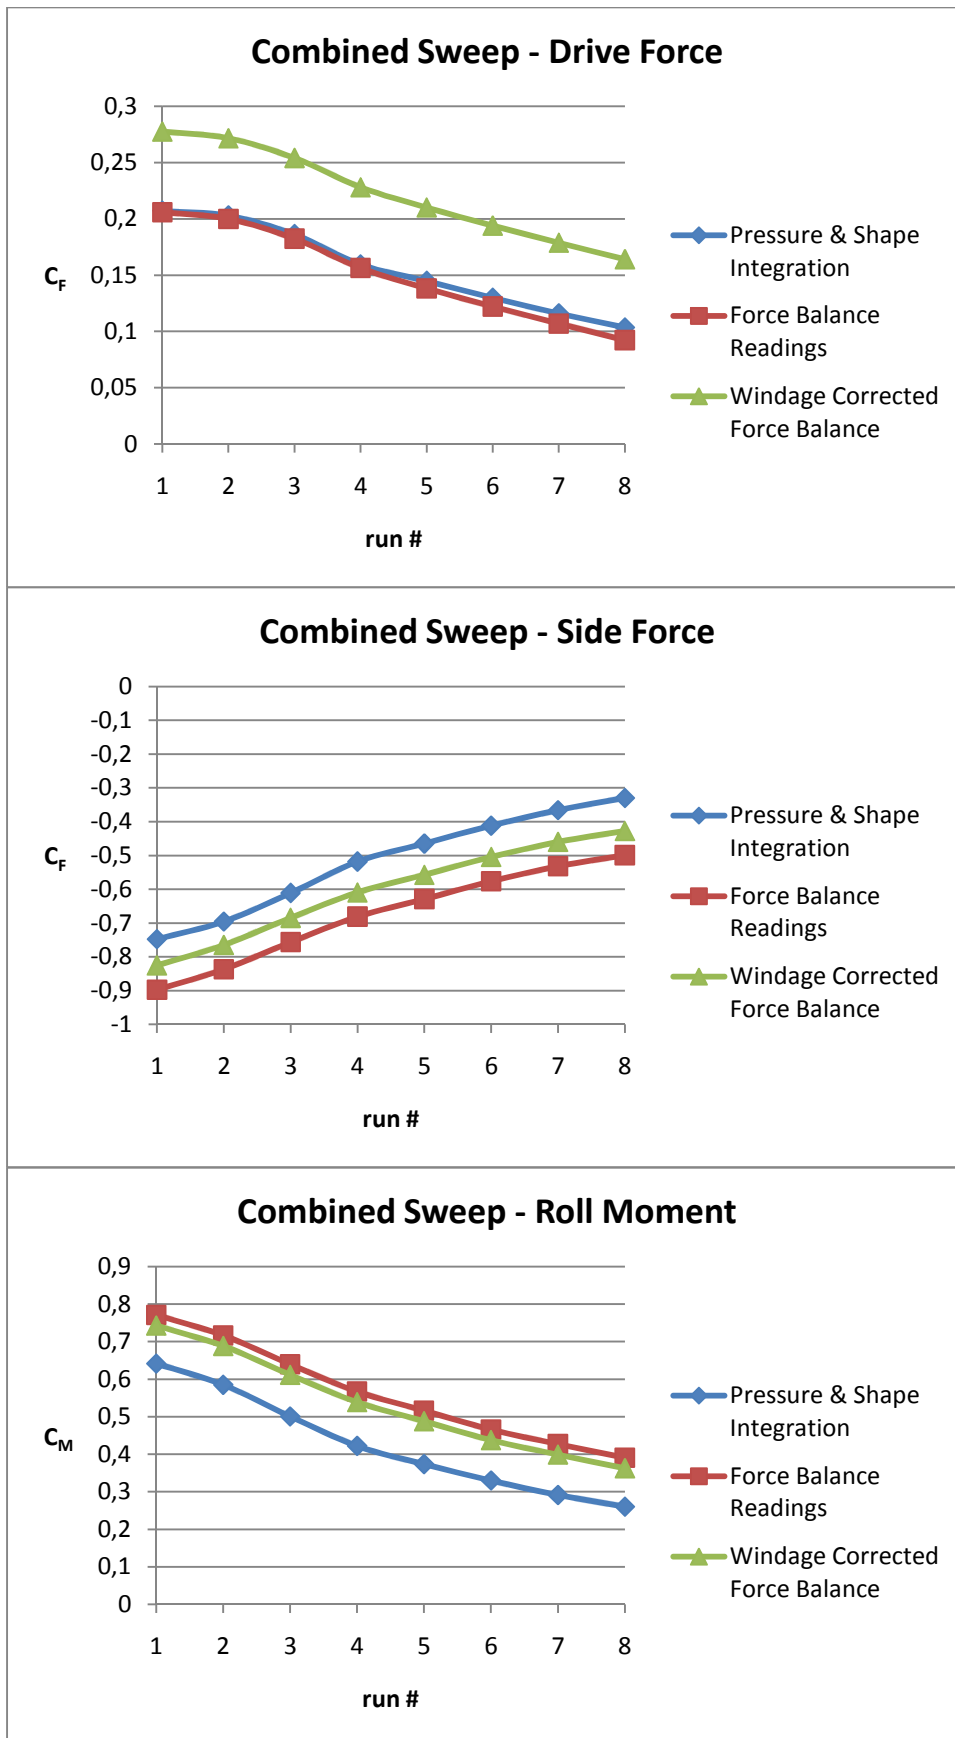 Combined Sweep - Drive Force
0,3
0,25
0,2
0,15
0,1
0,05
0
C_F
1 2 3 4 5 6 7 8
run #
Pressure & Shape
Integration
Force Balance
Readings
Windage Corrected
Force Balance
Combined Sweep - Side Force
0
-0,1
-0,2
-0,3
-0,4
-0,5
-0,6
-0,7
-0,8
-0,9
-1
C_F
1 2 3 4 5 6 7 8
run #
Pressure & Shape
Integration
Force Balance
Readings
Windage Corrected
Force Balance
Combined Sweep - Roll Moment
0,9
0,8
0,7
0,6
0,5
0,4
0,3
0,2
0,1
0
C_M
1 2 3 4 5 6 7 8
run #
Pressure & Shape
Integration
Force Balance
Readings
Windage Corrected
Force Balance